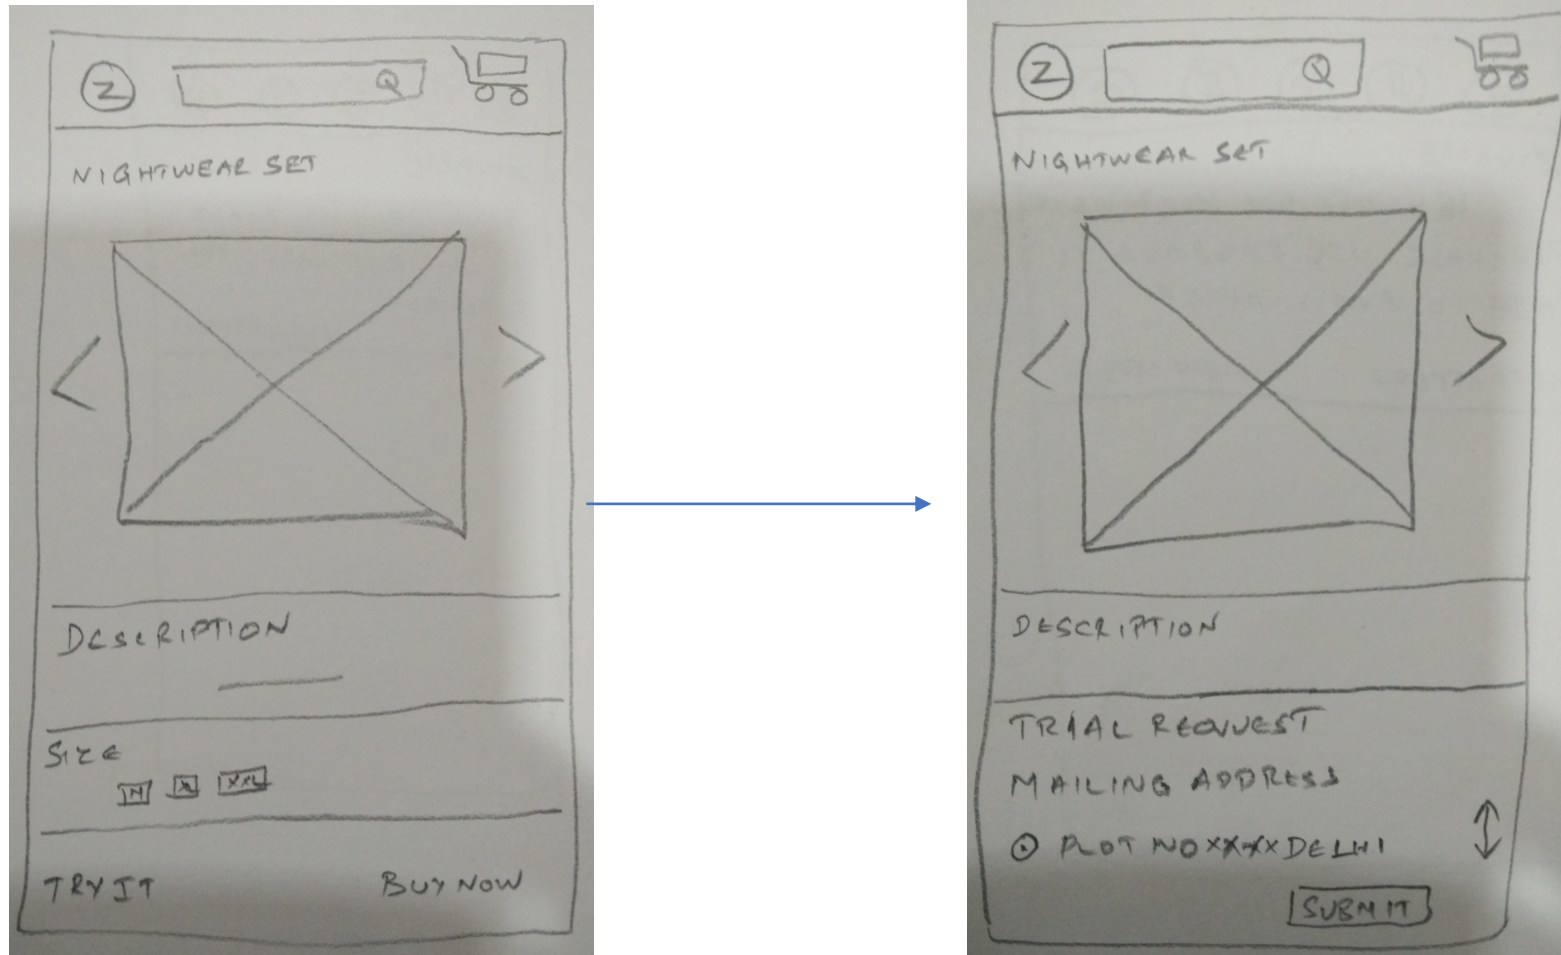 Z
NIGHTWEAR SET
DESCRIPTION
SIZE
M X XXL
TRY IT BUY NOW
Z
NIGHTWEAR SET
DESCRIPTION
TRIAL REQUEST
MAILING ADDRESS
PLOT NO XXXX DELHI
SUBMIT